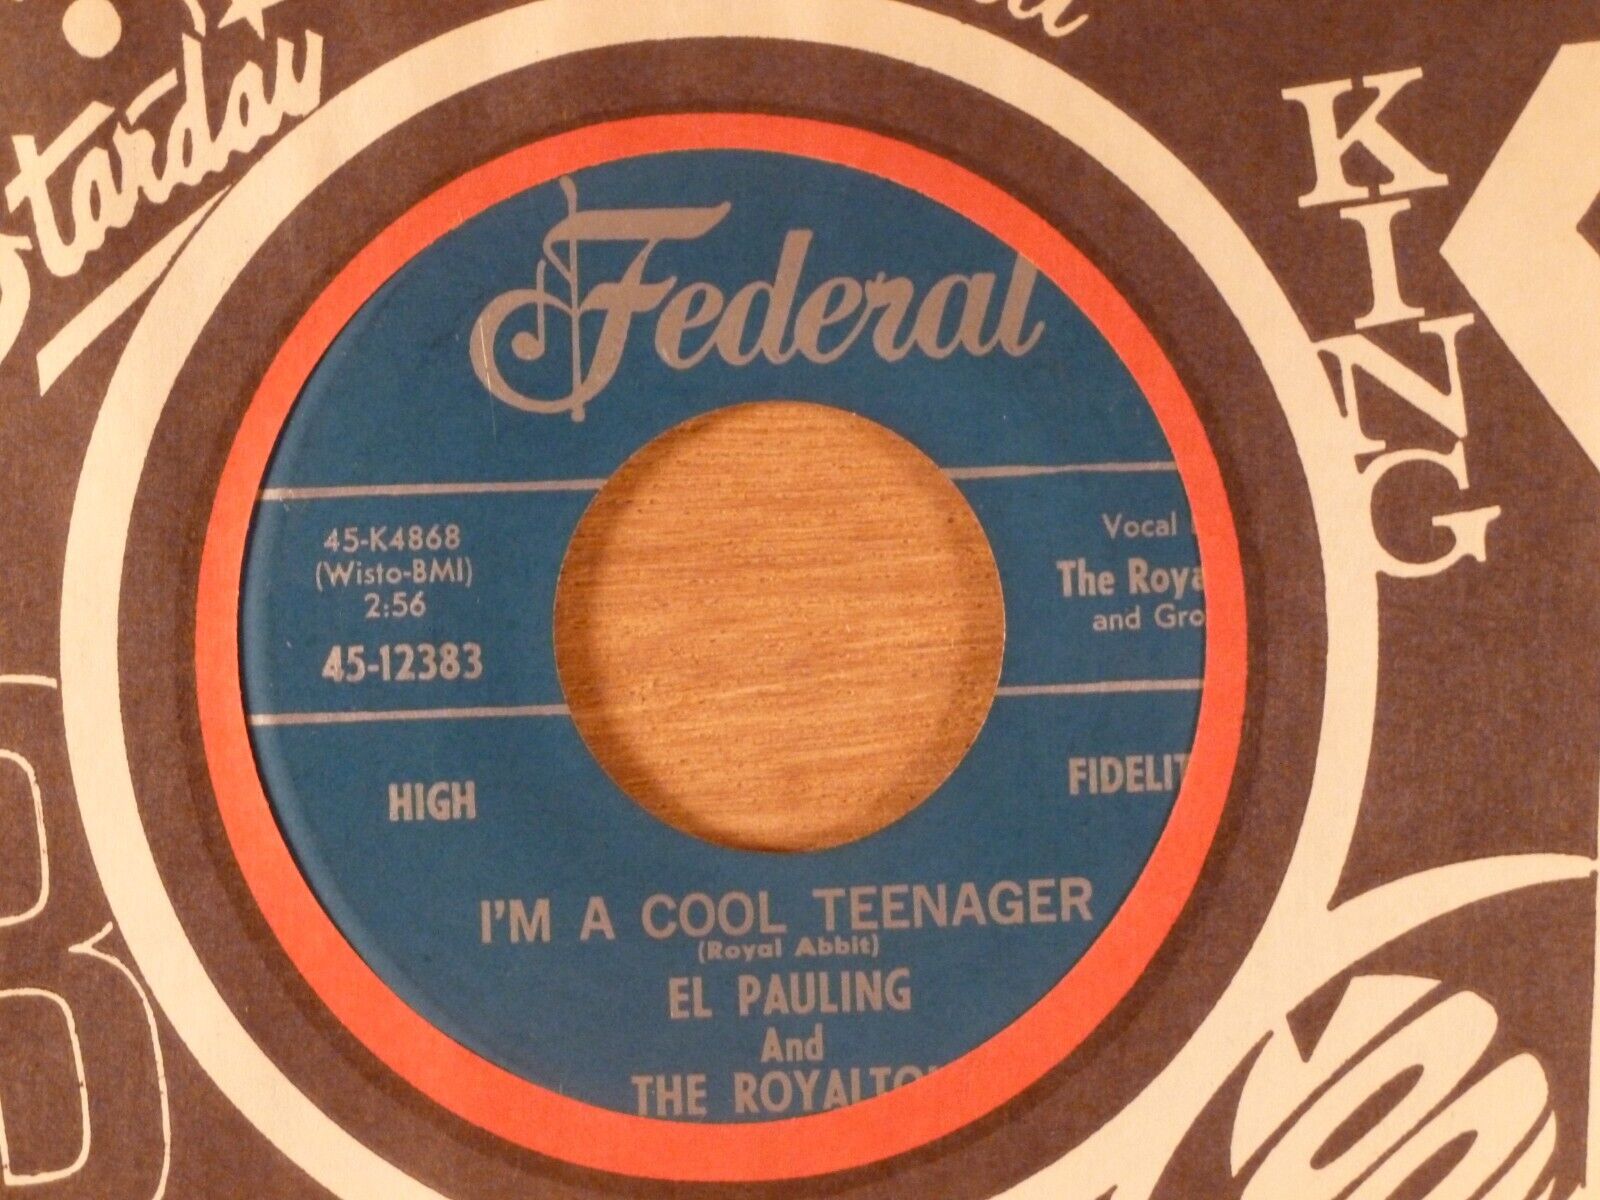 Starday
KING
Federal
45-K4868
(Wisto-BMI)
2:56
45-12383
Vocal
The Roya
and Gro
HIGH
FIDELIT
I'M A COOL TEENAGER
(Royal Abbit)
EL PAULING
And
THE ROYALTO